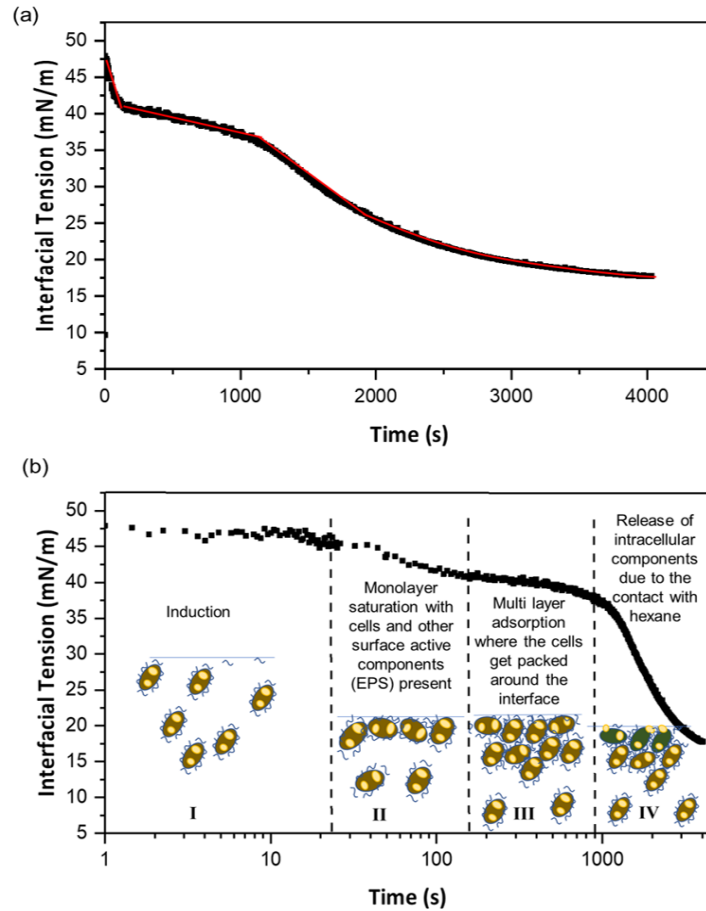 (a)
50
45
40
35
30
25
20
15
10
5
Interfacial Tension (mN/m)
0
1000
2000
3000
4000
Time (s)
(b)
50
45
40
35
30
25
20
15
10
5
Interfacial Tension (mN/m)
Induction
I
Monolayer
saturation with
cells and other
surface active
components
(EPS) present
II
Multi layer
adsorption
where the cells
get packed
around the
interface
III
Release of
intracellular
components
due to the
contact with
hexane
IV
1
10
100
1000
Time (s)